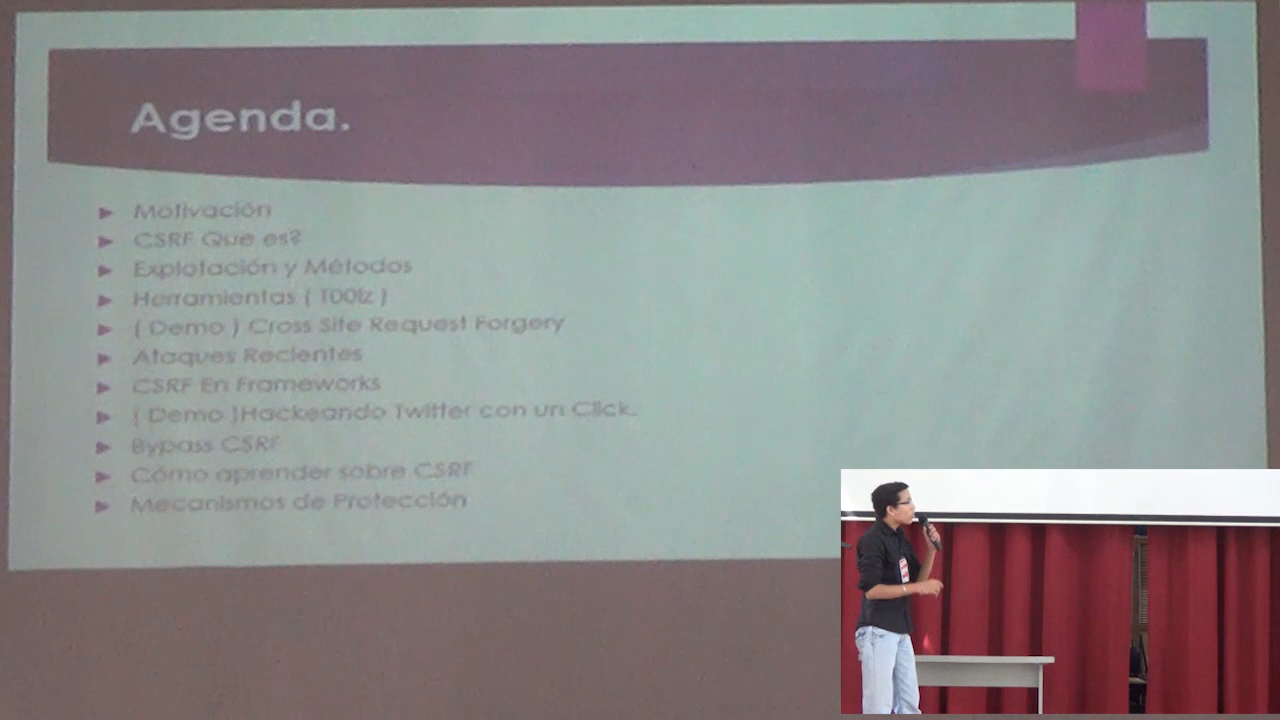 Agenda.
Motivación
CSRF Que es?
Explotación y Métodos
Herramientas ( T00lz )
( Demo ) Cross Site Request Forgery
Ataques Recientes
CSRF En Frameworks
( Demo )Hackeando Twitter con un Click.
Bypass CSRF
Cómo aprender sobre CSRF
Mecanismos de Protección